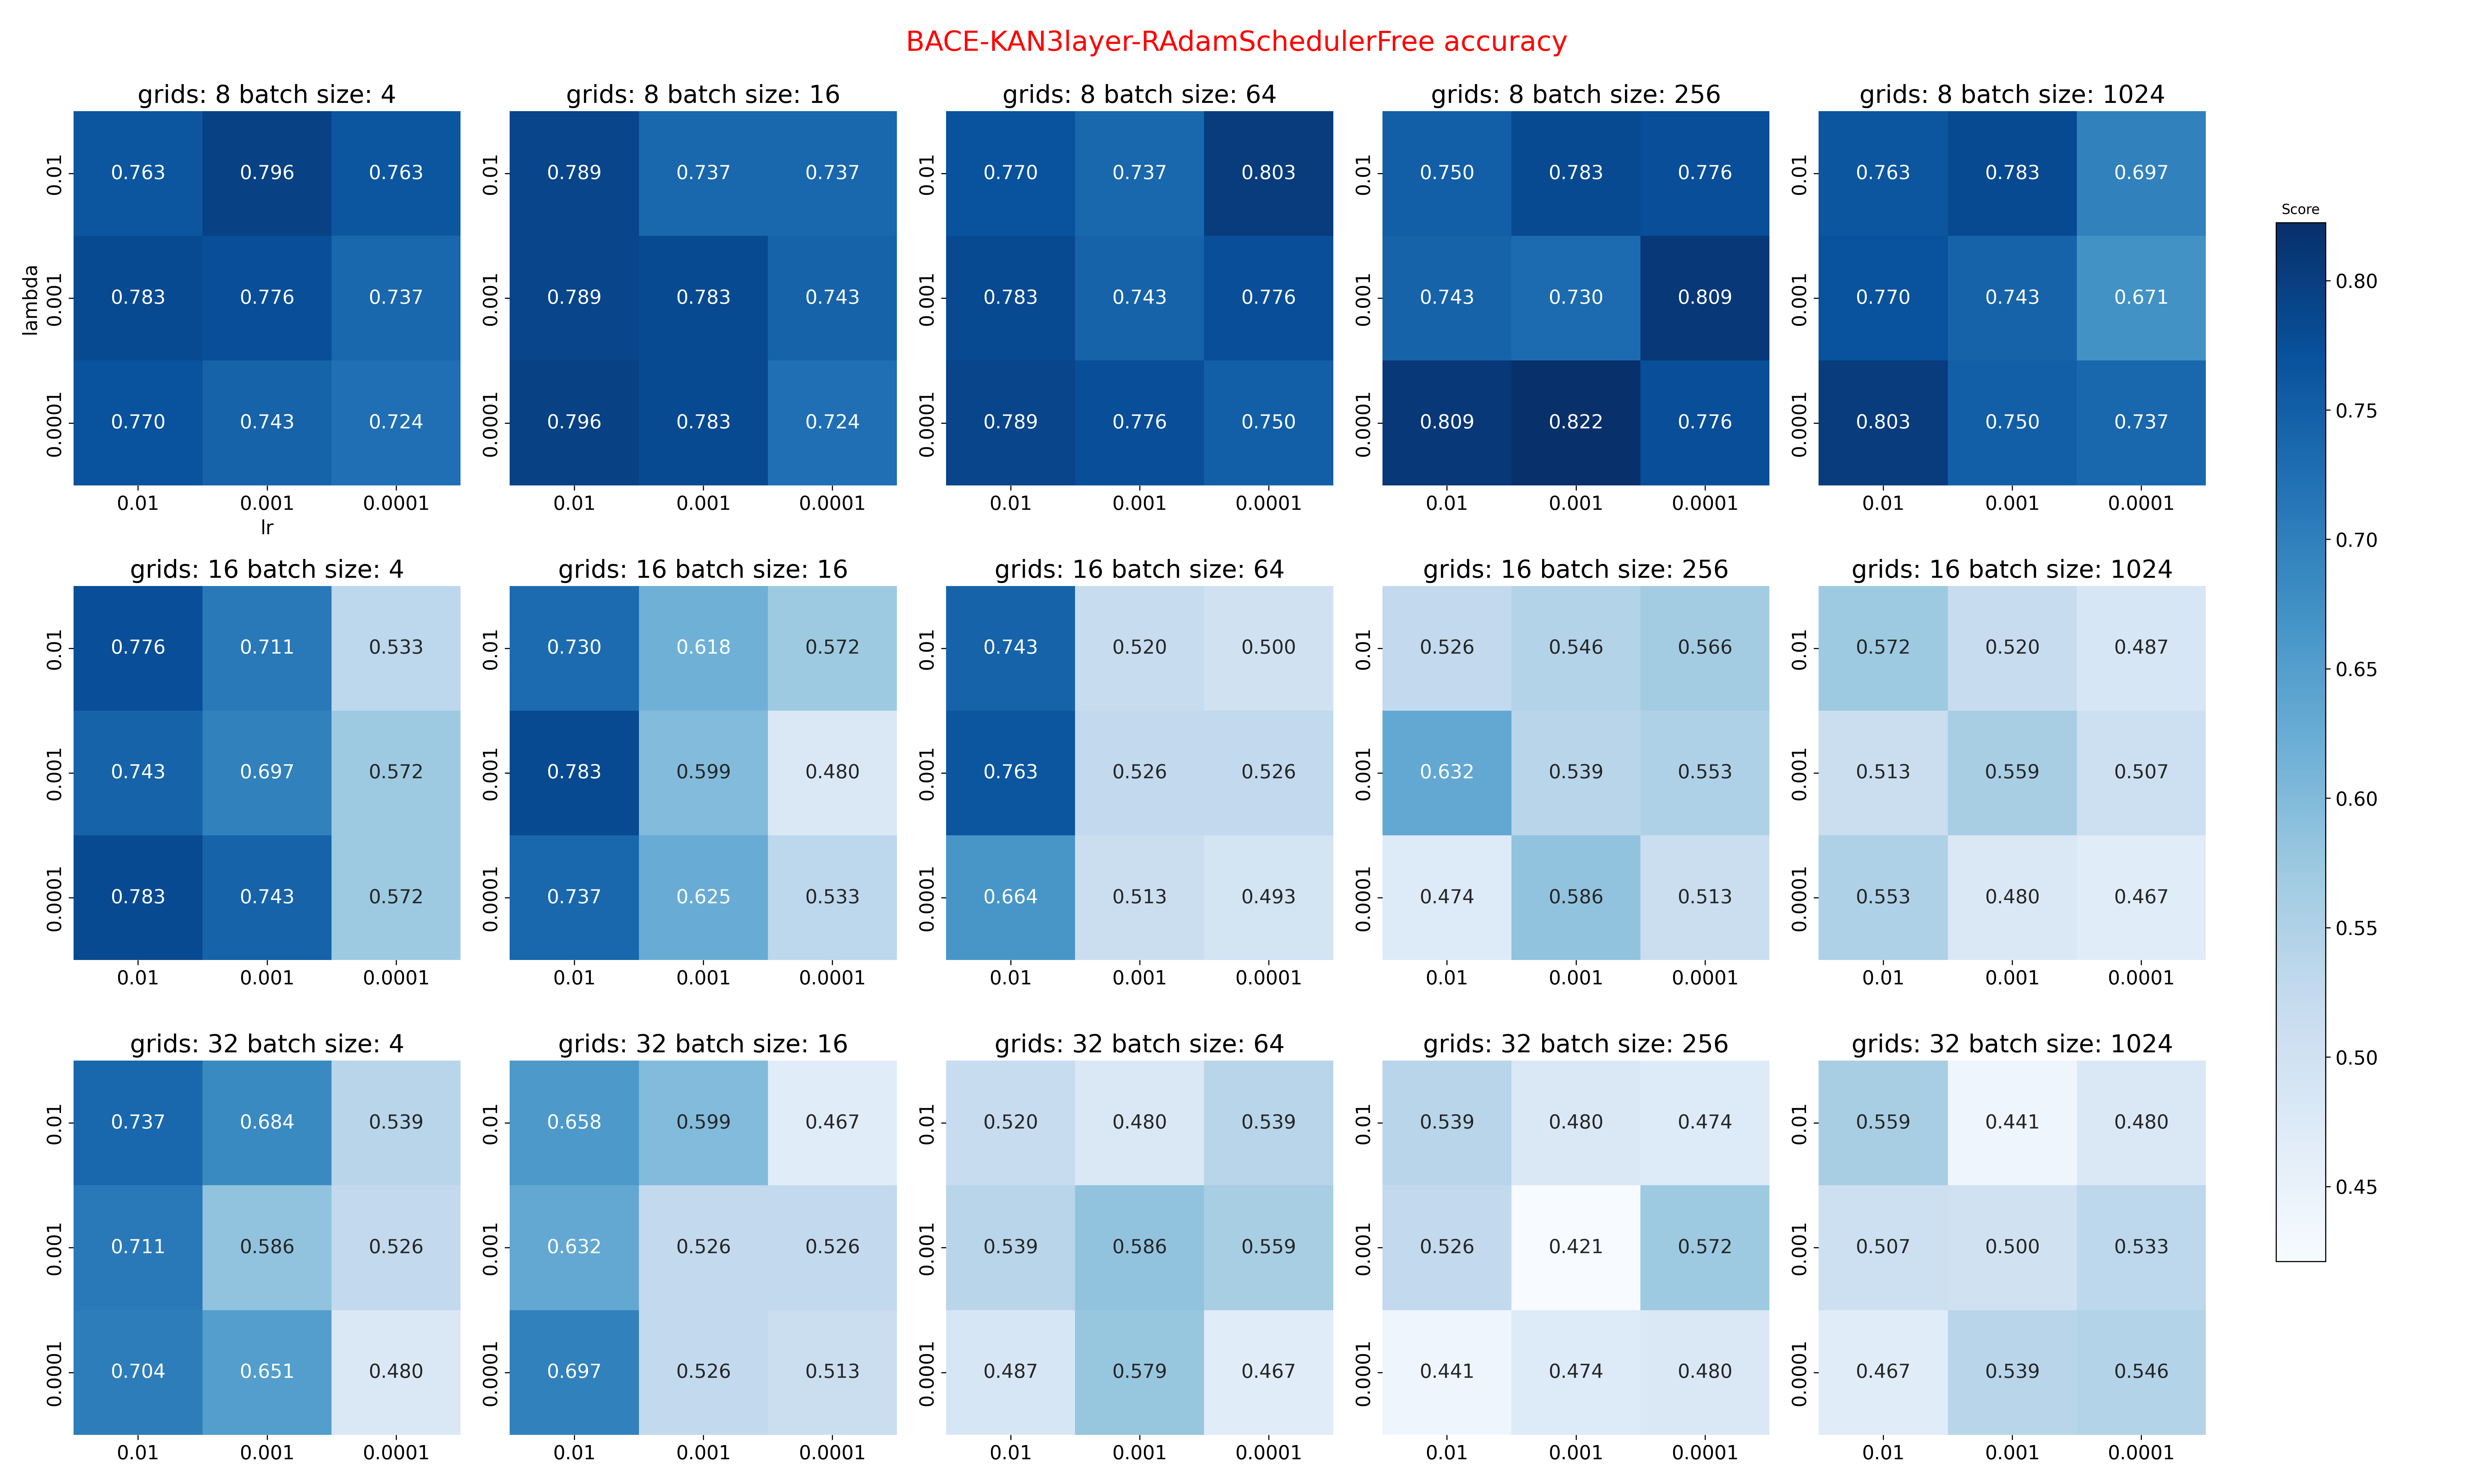 BACE-KAN3layer-RAdamSchedulerFree accuracy
grids: 8 batch size: 4
lambda
0.01 0.763 0.796 0.763
0.001 0.783 0.776 0.737
0.0001 0.770 0.743 0.724
0.01 0.001 0.0001
lr
grids: 8 batch size: 16
0.01 0.789 0.737 0.737
0.001 0.789 0.783 0.743
0.0001 0.796 0.783 0.724
0.01 0.001 0.0001
grids: 8 batch size: 64
0.01 0.770 0.737 0.803
0.001 0.783 0.743 0.776
0.0001 0.789 0.776 0.750
0.01 0.001 0.0001
grids: 8 batch size: 256
0.01 0.750 0.783 0.776
0.001 0.743 0.730 0.809
0.0001 0.809 0.822 0.776
0.01 0.001 0.0001
grids: 8 batch size: 1024
0.01 0.763 0.783 0.697
0.001 0.770 0.743 0.671
0.0001 0.803 0.750 0.737
0.01 0.001 0.0001
grids: 16 batch size: 4
0.01 0.776 0.711 0.533
0.001 0.743 0.697 0.572
0.0001 0.783 0.743 0.572
0.01 0.001 0.0001
grids: 16 batch size: 16
0.01 0.730 0.618 0.572
0.001 0.783 0.599 0.480
0.0001 0.737 0.625 0.533
0.01 0.001 0.0001
grids: 16 batch size: 64
0.01 0.743 0.520 0.500
0.001 0.763 0.526 0.526
0.0001 0.664 0.513 0.493
0.01 0.001 0.0001
grids: 16 batch size: 256
0.01 0.526 0.546 0.566
0.001 0.632 0.539 0.553
0.0001 0.474 0.586 0.513
0.01 0.001 0.0001
grids: 16 batch size: 1024
0.01 0.572 0.520 0.487
0.001 0.513 0.559 0.507
0.0001 0.553 0.480 0.467
0.01 0.001 0.0001
grids: 32 batch size: 4
0.01 0.737 0.684 0.539
0.001 0.711 0.586 0.526
0.0001 0.704 0.651 0.480
0.01 0.001 0.0001
grids: 32 batch size: 16
0.01 0.658 0.599 0.467
0.001 0.632 0.526 0.526
0.0001 0.697 0.526 0.513
0.01 0.001 0.0001
grids: 32 batch size: 64
0.01 0.520 0.480 0.539
0.001 0.539 0.586 0.559
0.0001 0.487 0.579 0.467
0.01 0.001 0.0001
grids: 32 batch size: 256
0.01 0.539 0.480 0.474
0.001 0.526 0.421 0.572
0.0001 0.441 0.474 0.480
0.01 0.001 0.0001
grids: 32 batch size: 1024
0.01 0.559 0.441 0.480
0.001 0.507 0.500 0.533
0.0001 0.467 0.539 0.546
0.01 0.001 0.0001
Score
0.80
0.75
0.70
0.65
0.60
0.55
0.50
0.45